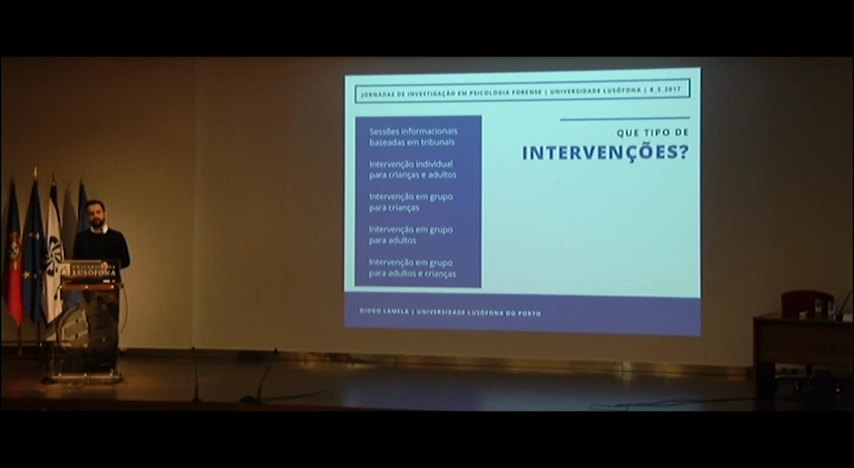 JORNADAS DE INVESTIGAÇÃO EM PSICOLOGIA FORENSE | UNIVERSIDADE LUSÓFONA | 8.3.2017
Sessões informacionais
baseadas em tribunais
Intervenção individual
para crianças e adultos
Intervenção em grupo
para crianças
Intervenção em grupo
para adultos
Intervenção em grupo
para adultos e crianças
QUE TIPO DE
INTERVENÇÕES?
DIOGO LAMELA | UNIVERSIDADE LUSÓFONA DO PORTO
UNIVERSIDADE
LUSÓFONA